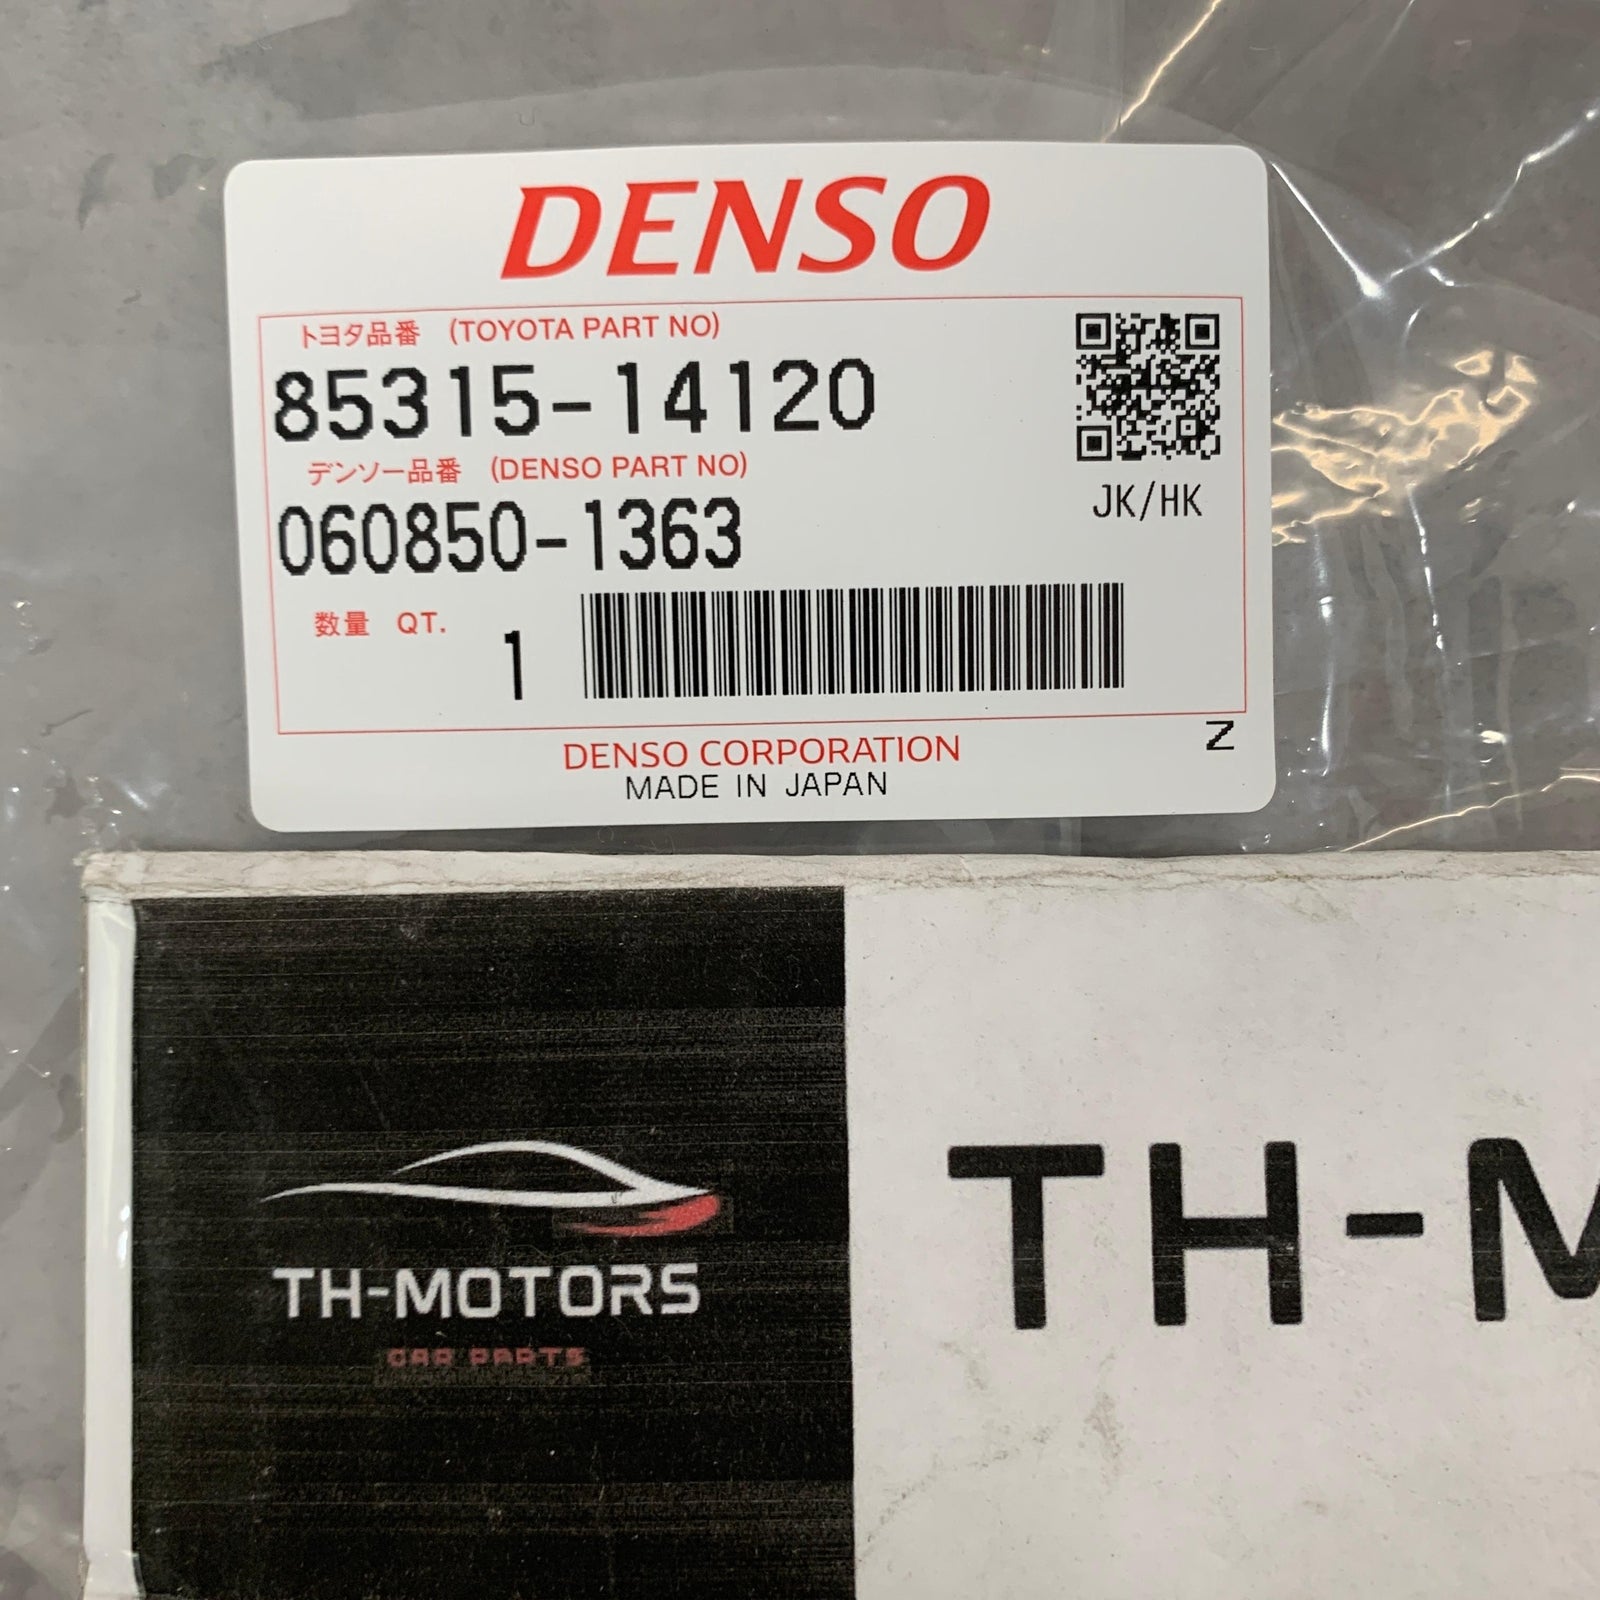 DENSO
トヨタ品番 (TOYOTA PART NO)
85315-14120
デンソー品番 (DENSO PART NO)
060850-1363
JK/HK
数量 QT. 1
DENSO CORPORATION
MADE IN JAPAN
Z
TH-MOTORS
CAR PARTS
TH-M